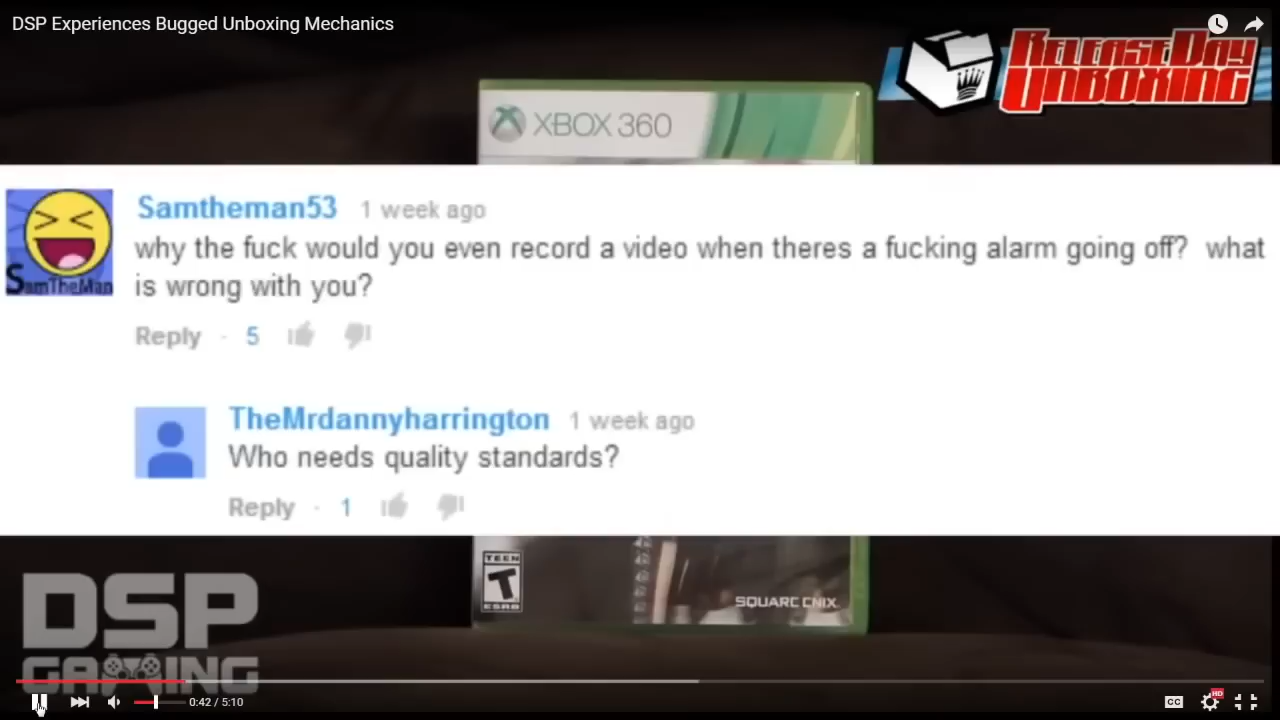 DSP Experiences Bugged Unboxing Mechanics
RELEASE DAY
UNBOXING
XBOX 360
Samtheman53 1 week ago
why the fuck would you even record a video when theres a fucking alarm going off? what
is wrong with you?
SamTheMan
Reply · 5
TheMrdannyharrington 1 week ago
Who needs quality standards?
Reply · 1
TEEN
T
ESRB
SQUARE ENIX
DSP
GAMING
0:42 / 5:10
CC
HD